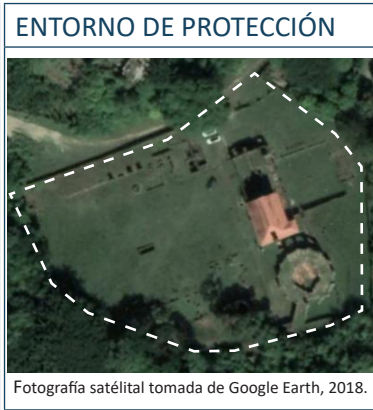 ENTORNO DE PROTECCIÓN
Fotografía satélital tomada de Google Earth, 2018.